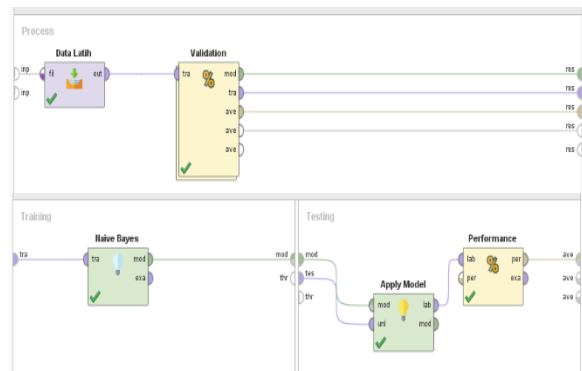 Process
Data Latih
Validation
inp
fil
out
tra
mod
res
inp
tra
res
ave
res
ave
res
ave
res
Training
Testing
Naive Bayes
Performance
tra
tra
mod
mod
mod
lab
per
ave
exa
thr
tes
per
exa
ave
thr
Apply Model
ave
mod
lab
uni
mod